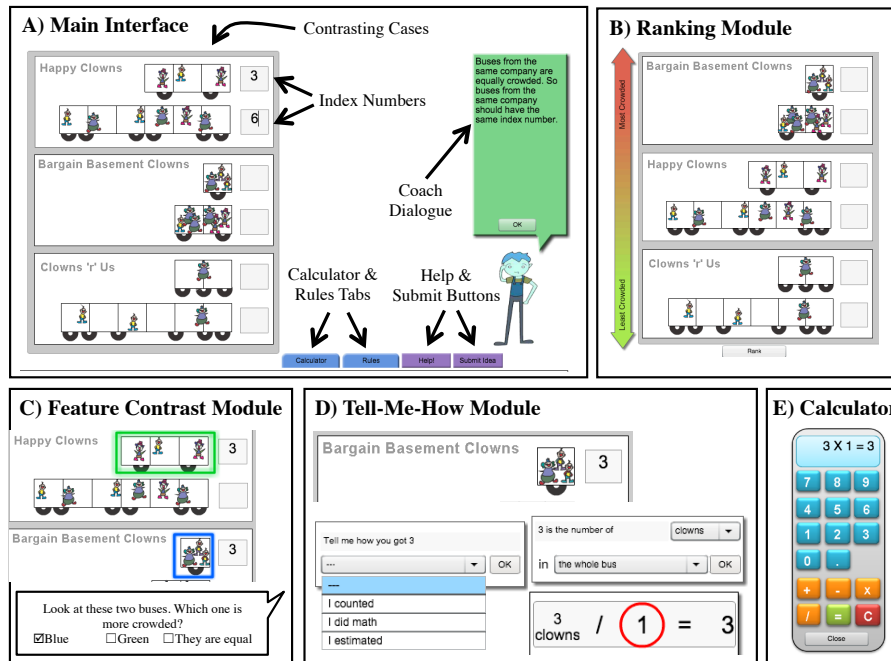 A) Main Interface
Contrasting Cases
Happy Clowns
3
6
Index Numbers
Bargain Basement Clowns
Clowns 'r' Us
Buses from the
same company are
equally crowded. So
buses from the
same company
should have the
same index number.
OK
Coach
Dialogue
Calculator &
Rules Tabs
Help &
Submit Buttons
Calculator
Rules
Help!
Submit Idea
B) Ranking Module
Most Crowded
Least Crowded
Bargain Basement Clowns
Happy Clowns
Clowns 'r' Us
Rank
C) Feature Contrast Module
Happy Clowns
3
Bargain Basement Clowns
3
Look at these two buses. Which one is
more crowded?
☑Blue ☐Green ☐They are equal
D) Tell-Me-How Module
Bargain Basement Clowns
3
Tell me how you got 3
---
OK
---
I counted
I did math
I estimated
3 is the number of clowns
in the whole bus OK
3
clowns / 1 = 3
E) Calculator
3 X 1 = 3
7 8 9
4 5 6
1 2 3
0 .
+ - x
/ = C
Close